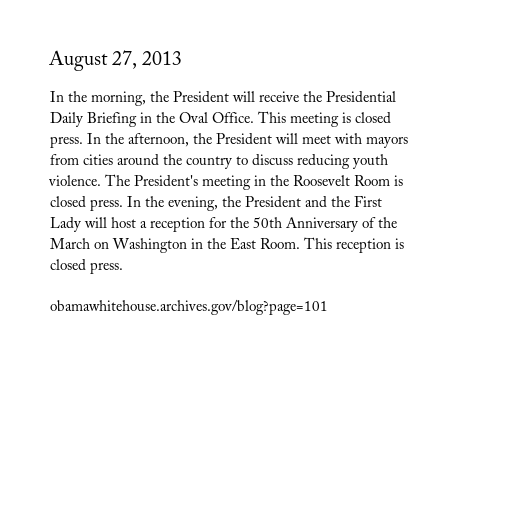 August 27, 2013
In the morning, the President will receive the Presidential
Daily Briefing in the Oval Office. This meeting is closed
press. In the afternoon, the President will meet with mayors
from cities around the country to discuss reducing youth
violence. The President's meeting in the Roosevelt Room is
closed press. In the evening, the President and the First
Lady will host a reception for the 50th Anniversary of the
March on Washington in the East Room. This reception is
closed press.
obamawhitehouse.archives.gov/blog?page=101